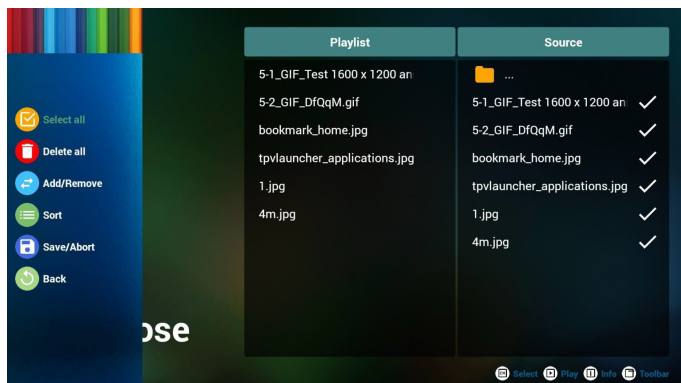 Playlist
Source
5-1_GIF_Test 1600 x 1200 an
5-2_GIF_DfQqM.gif
bookmark_home.jpg
tpvlauncher_applications.jpg
1.jpg
4m.jpg
...
5-1_GIF_Test 1600 x 1200 an
5-2_GIF_DfQqM.gif
bookmark_home.jpg
tpvlauncher_applications.jpg
1.jpg
4m.jpg
Select all
Delete all
Add/Remove
Sort
Save/Abort
Back
ose
Select Play Info Toolbar